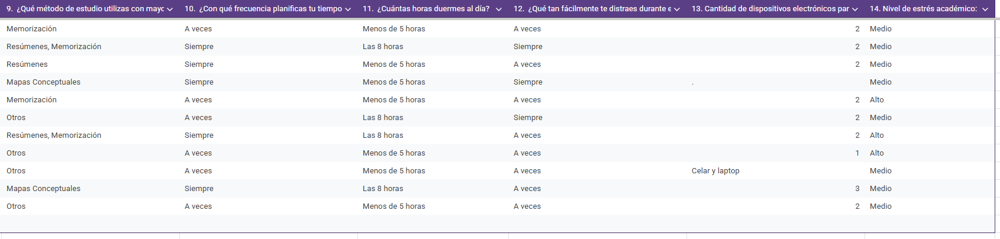 9. ¿Qué método de estudio utilizas con mayo 10. ¿Con qué frecuencia planificas tu tiempo 11. ¿Cuántas horas duermes al día? 12. ¿Qué tan fácilmente te distraes durante e 13. Cantidad de dispositivos electrónicos par 14. Nivel de estrés académico:
Memorización A veces Menos de 5 horas A veces 2 Medio
Resúmenes, Memorización Siempre Las 8 horas Siempre 2 Medio
Resúmenes Siempre Menos de 5 horas A veces 2 Medio
Mapas Conceptuales Siempre Menos de 5 horas Siempre . Medio
Memorización A veces Menos de 5 horas A veces 2 Alto
Otros A veces Las 8 horas Siempre 2 Medio
Resúmenes, Memorización Siempre Las 8 horas A veces 2 Alto
Otros A veces Menos de 5 horas A veces 1 Alto
Otros A veces Menos de 5 horas A veces Celar y laptop Medio
Mapas Conceptuales Siempre Las 8 horas A veces 3 Medio
Otros A veces Menos de 5 horas A veces 2 Medio